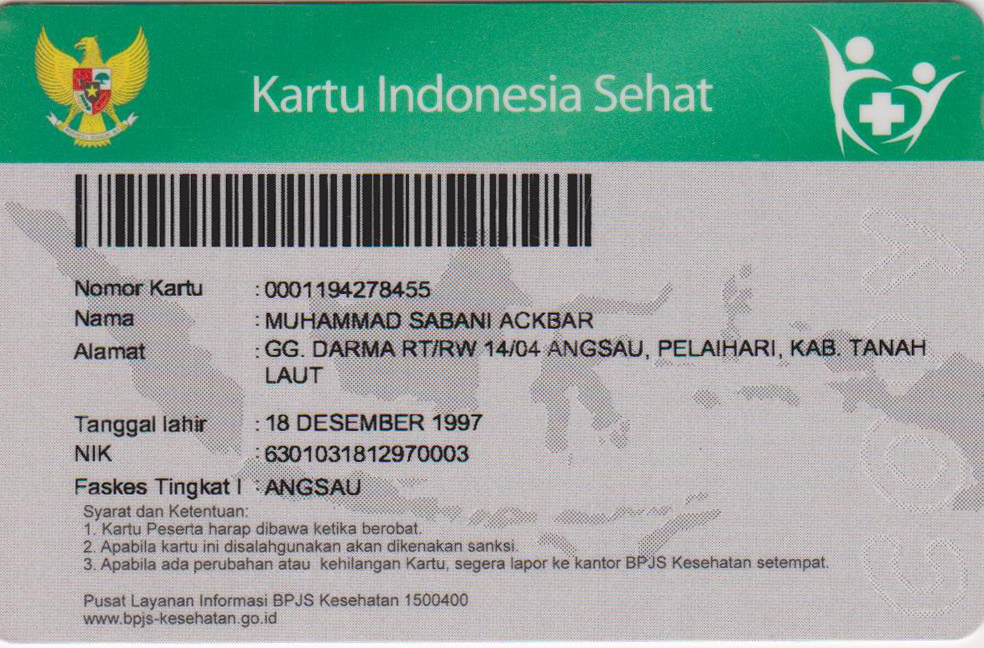 Kartu Indonesia Sehat
Nomor Kartu : 0001194278455
Nama : MUHAMMAD SABANI ACKBAR
Alamat : GG. DARMA RT/RW 14/04 ANGSAU, PELAIHARI, KAB. TANAH
LAUT
Tanggal lahir : 18 DESEMBER 1997
NIK : 6301031812970003
Faskes Tingkat I : ANGSAU
Syarat dan Ketentuan:
1. Kartu Peserta harap dibawa ketika berobat.
2. Apabila kartu ini disalahgunakan akan dikenakan sanksi.
3. Apabila ada perubahan atau kehilangan Kartu, segera lapor ke kantor BPJS Kesehatan setempat.
Pusat Layanan Informasi BPJS Kesehatan 1500400
www.bpjs-kesehatan.go.id
COPY